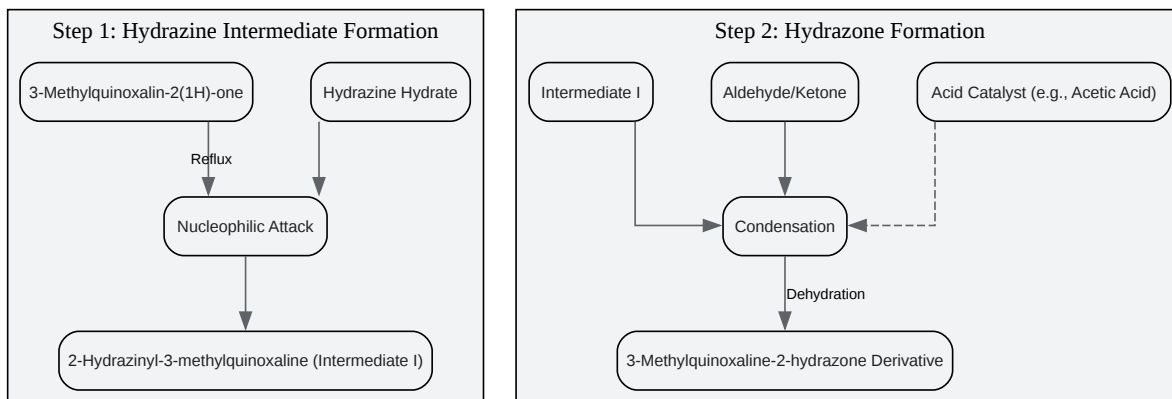 Step 1: Hydrazine Intermediate Formation
3-Methylquinoxalin-2(1H)-one
Hydrazine Hydrate
Reflux
Nucleophilic Attack
2-Hydrazinyl-3-methylquinoxaline (Intermediate I)
Step 2: Hydrazone Formation
Intermediate I
Aldehyde/Ketone
Acid Catalyst (e.g., Acetic Acid)
Condensation
Dehydration
3-Methylquinoxaline-2-hydrazone Derivative